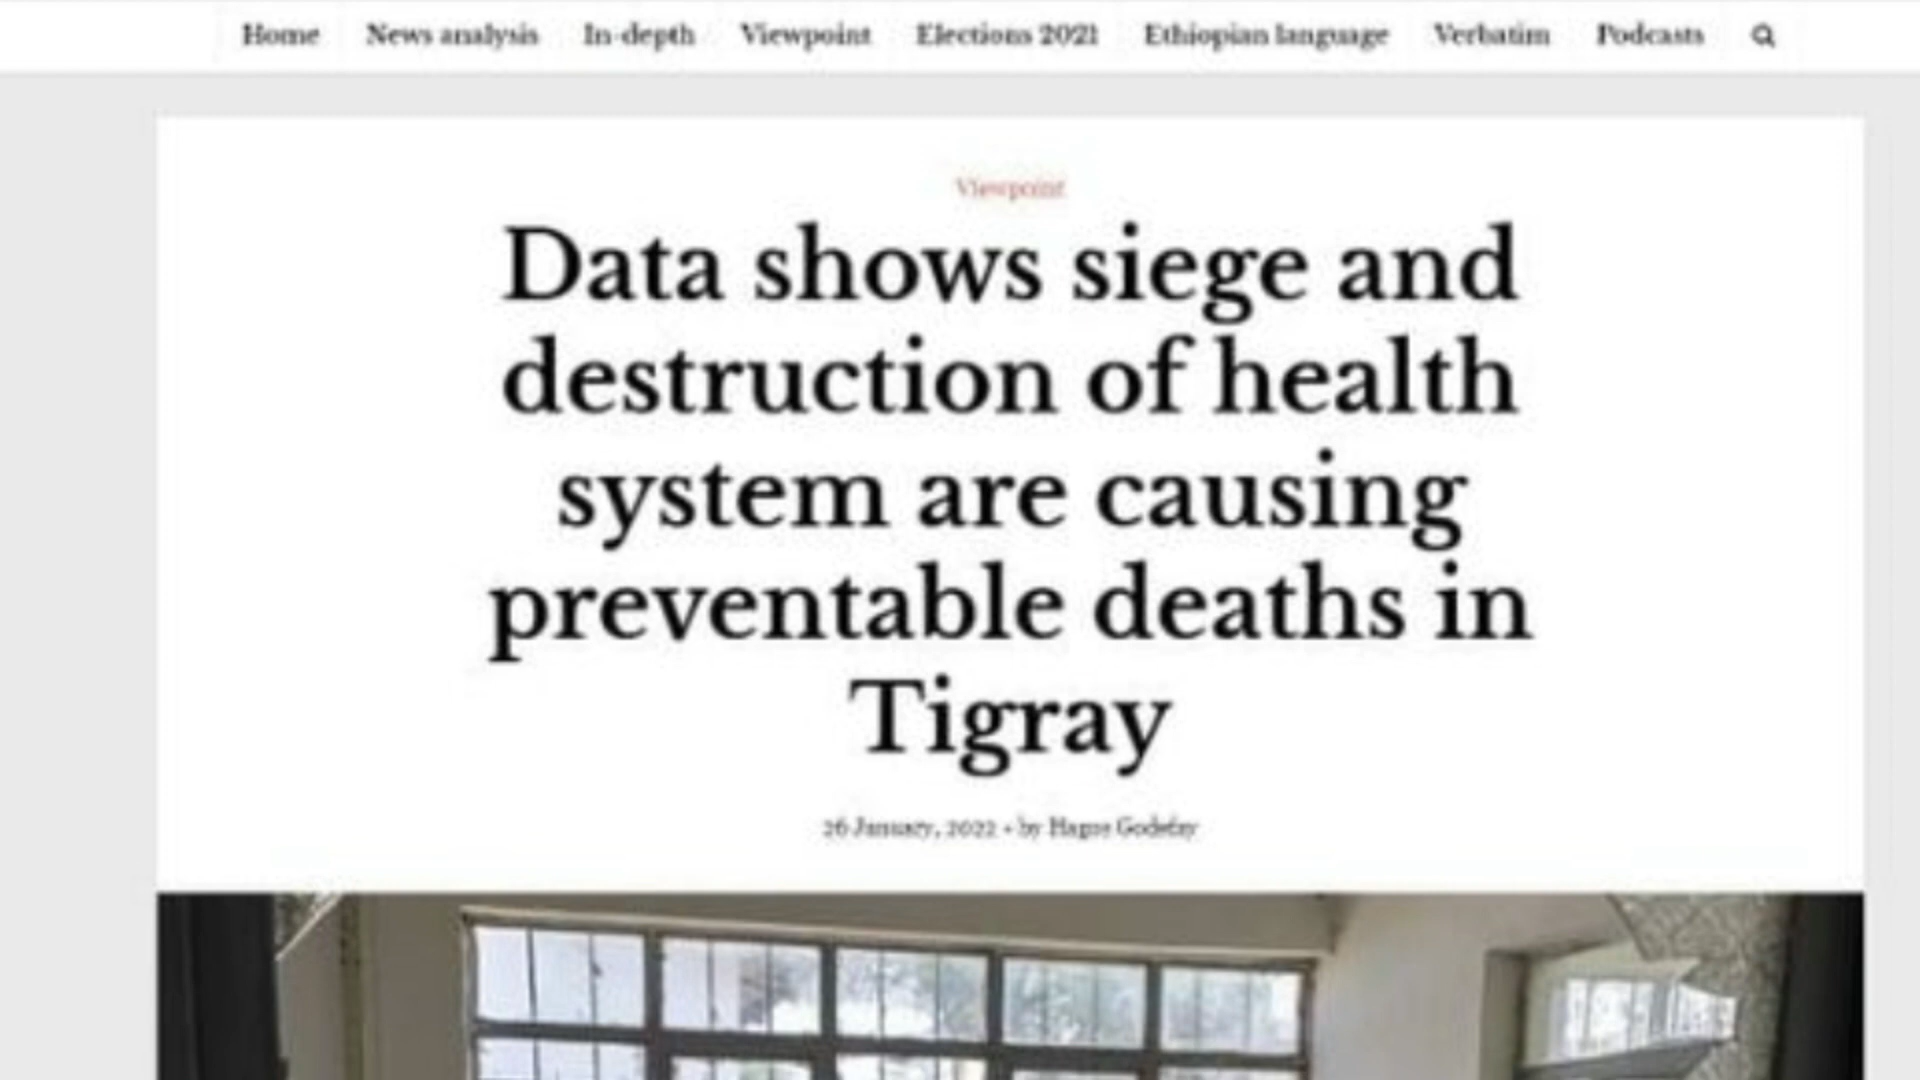 Home News analysis In-depth Viewpoint Elections 2021 Ethiopian language Verbatim Podcasts
Viewpoint
Data shows siege and
destruction of health
system are causing
preventable deaths in
Tigray
26 January, 2022 • by Hagos Godefay